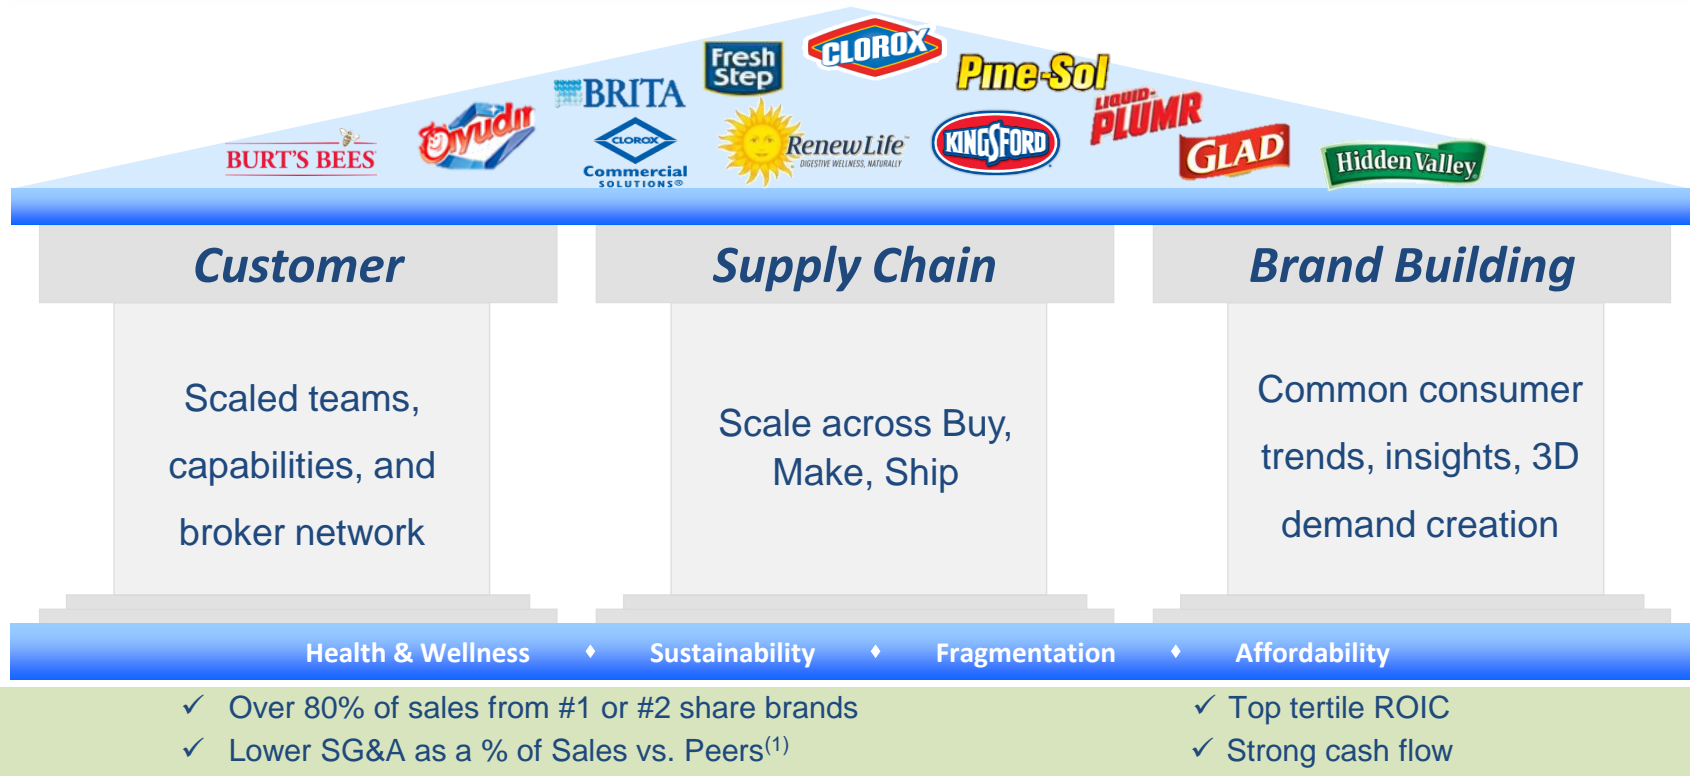 CLOROX
Fresh
Step
Pine-Sol
BRITA
LIQUID-
PLUMR
Ayudín
CLOROX
Commercial
SOLUTIONS®
RenewLife™
DIGESTIVE WELLNESS, NATURALLY
KINGSFORD
GLAD
BURT'S BEES
Hidden Valley®
Customer
Supply Chain
Brand Building
Scaled teams,
capabilities, and
broker network
Scale across Buy,
Make, Ship
Common consumer
trends, insights, 3D
demand creation
Health & Wellness ♦ Sustainability ♦ Fragmentation ♦ Affordability
✓ Over 80% of sales from #1 or #2 share brands
✓ Lower SG&A as a % of Sales vs. Peers(1)
✓ Top tertile ROIC
✓ Strong cash flow